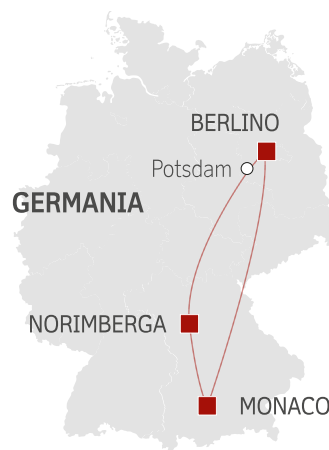 BERLINO
Potsdam
GERMANIA
NORIMBERGA
MONACO